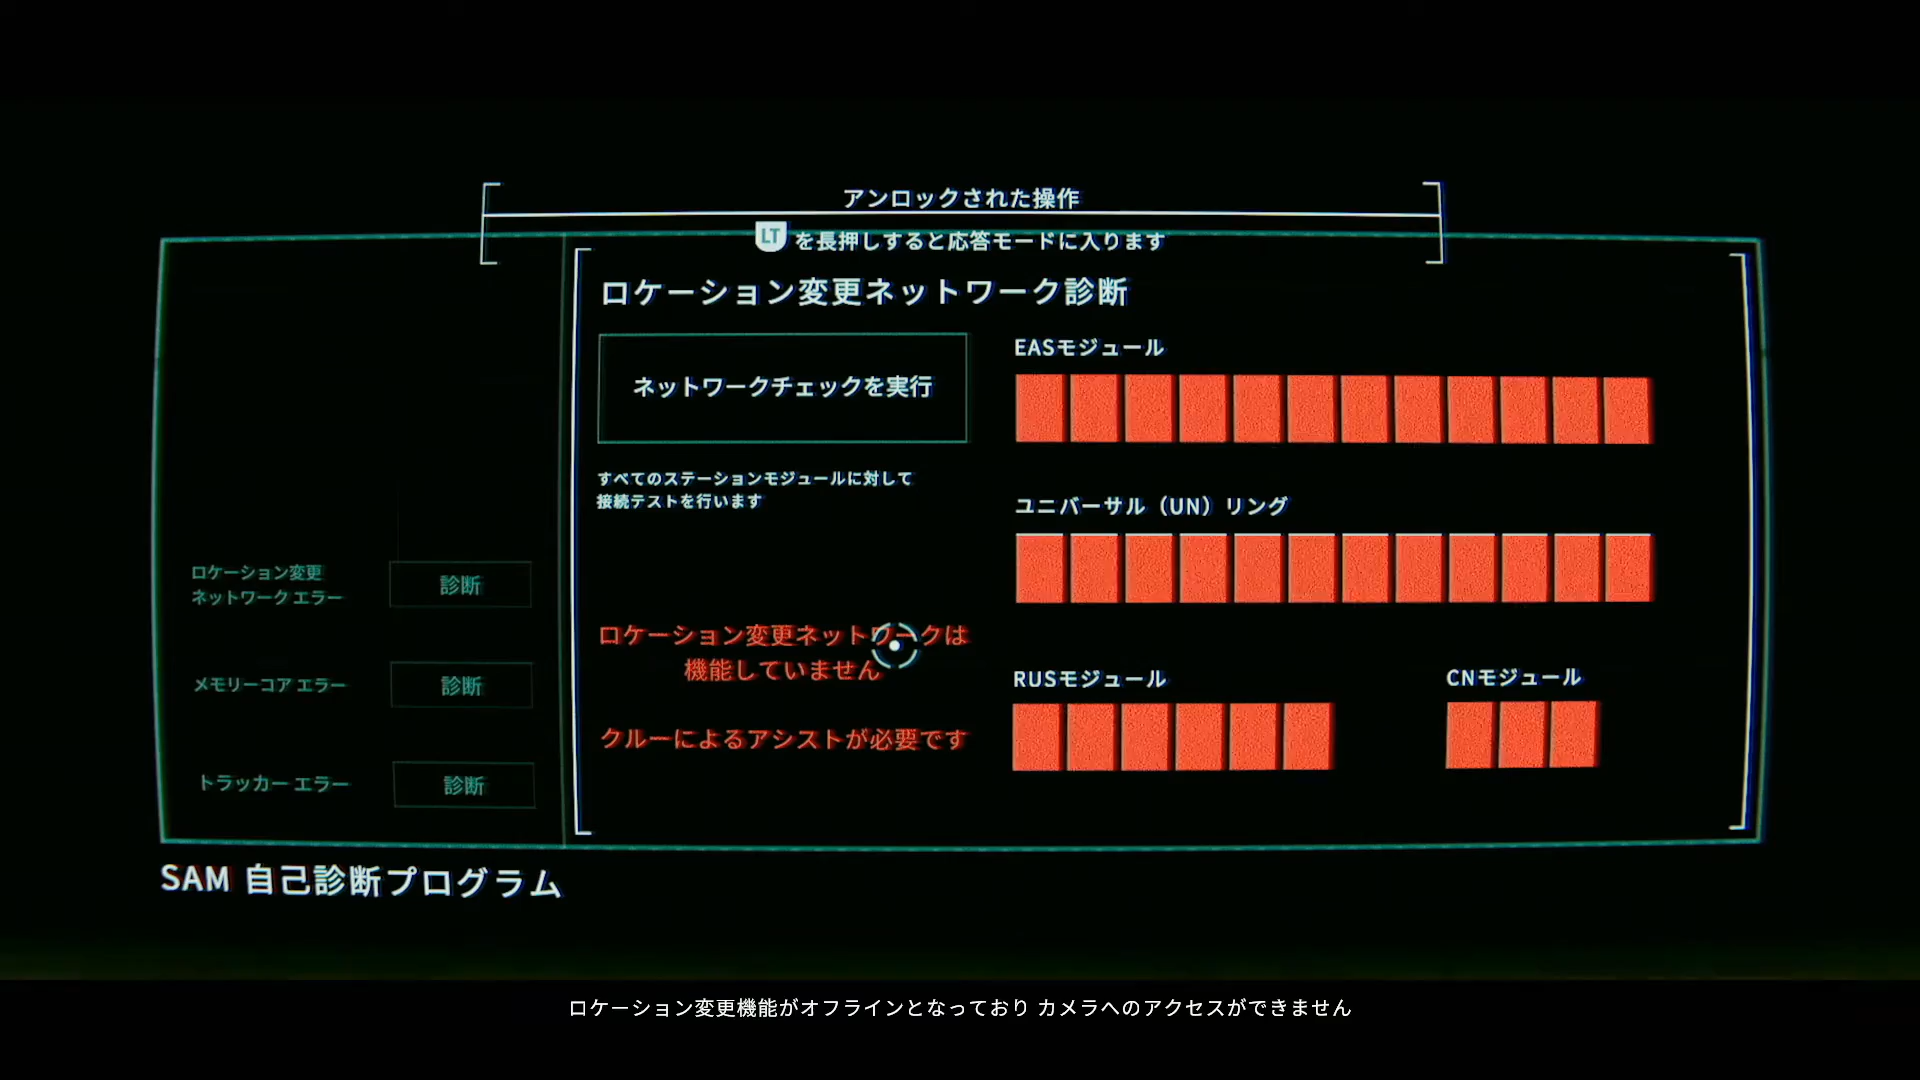 アンロックされた操作
LT を長押しすると応答モードに入ります
ロケーション変更ネットワーク診断
ネットワークチェックを実行
すべてのステーションモジュールに対して
接続テストを行います
ロケーション変更ネットワークは
機能していません
クルーによるアシストが必要です
EASモジュール
ユニバーサル（UN）リング
RUSモジュール
CNモジュール
ロケーション変更
ネットワーク エラー
診断
メモリーコア エラー
診断
トラッカー エラー
診断
SAM 自己診断プログラム
ロケーション変更機能がオフラインとなっており カメラへのアクセスができません